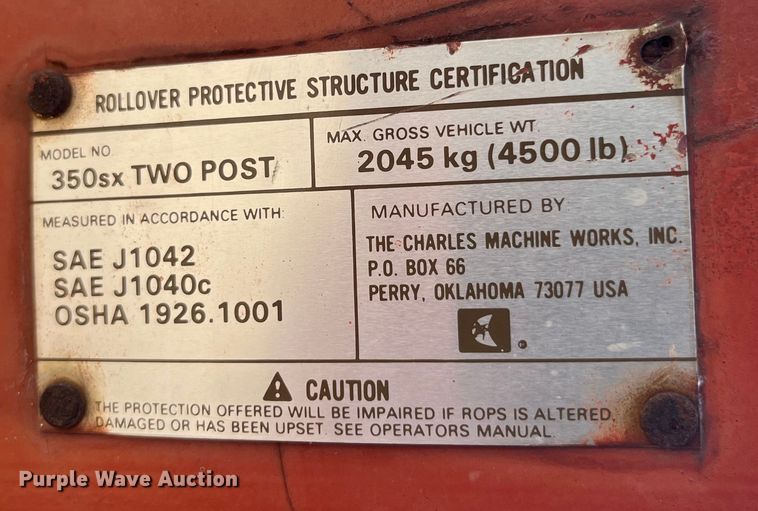 ROLLOVER PROTECTIVE STRUCTURE CERTIFICATION
MODEL NO.
350sx TWO POST
MAX. GROSS VEHICLE WT.
2045 kg (4500 lb)
MEASURED IN ACCORDANCE WITH:
SAE J1042
SAE J1040c
OSHA 1926.1001
MANUFACTURED BY
THE CHARLES MACHINE WORKS, INC.
P.O. BOX 66
PERRY, OKLAHOMA 73077 USA
CAUTION
THE PROTECTION OFFERED WILL BE IMPAIRED IF ROPS IS ALTERED,
DAMAGED OR HAS BEEN UPSET. SEE OPERATORS MANUAL.
Purple Wave Auction